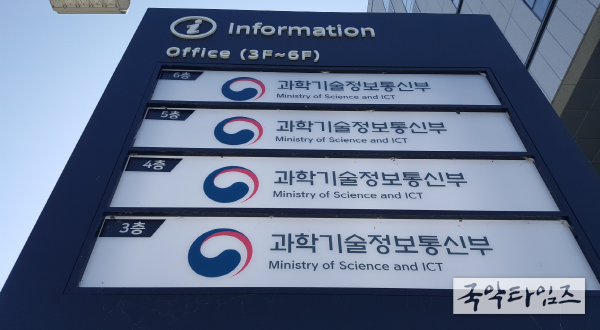 i Information
Office (3F~6F)
6층
과학기술정보통신부
Ministry of Science and ICT
5층
과학기술정보통신부
Ministry of Science and ICT
4층
과학기술정보통신부
Ministry of Science and ICT
3층
과학기술정보통신부
Ministry of Science and ICT
국악타임즈